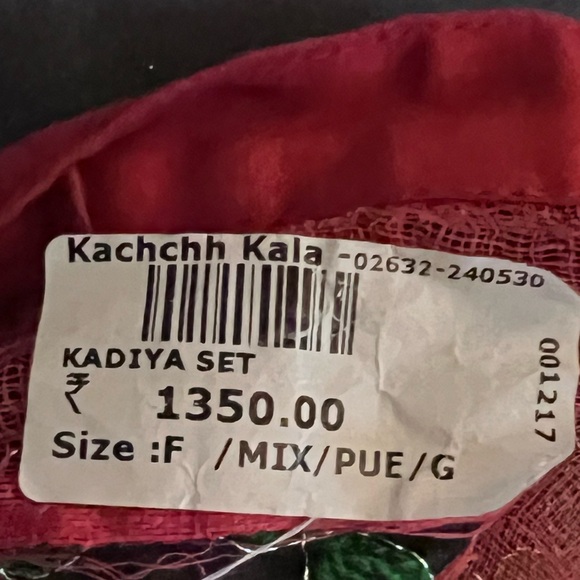 Kachchh Kala -02632-240530
KADIYA SET
₹ 1350.00
Size :F /MIX/PUE/G
001217